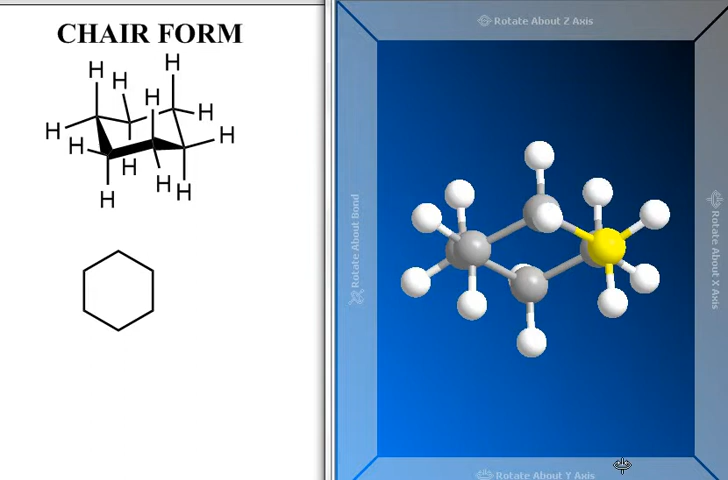 CHAIR FORM
H
H
H
H
H
H
H
H
H
H
H
H
Rotate About Z Axis
Rotate About Bond
Rotate About X Axis
Rotate About Y Axis